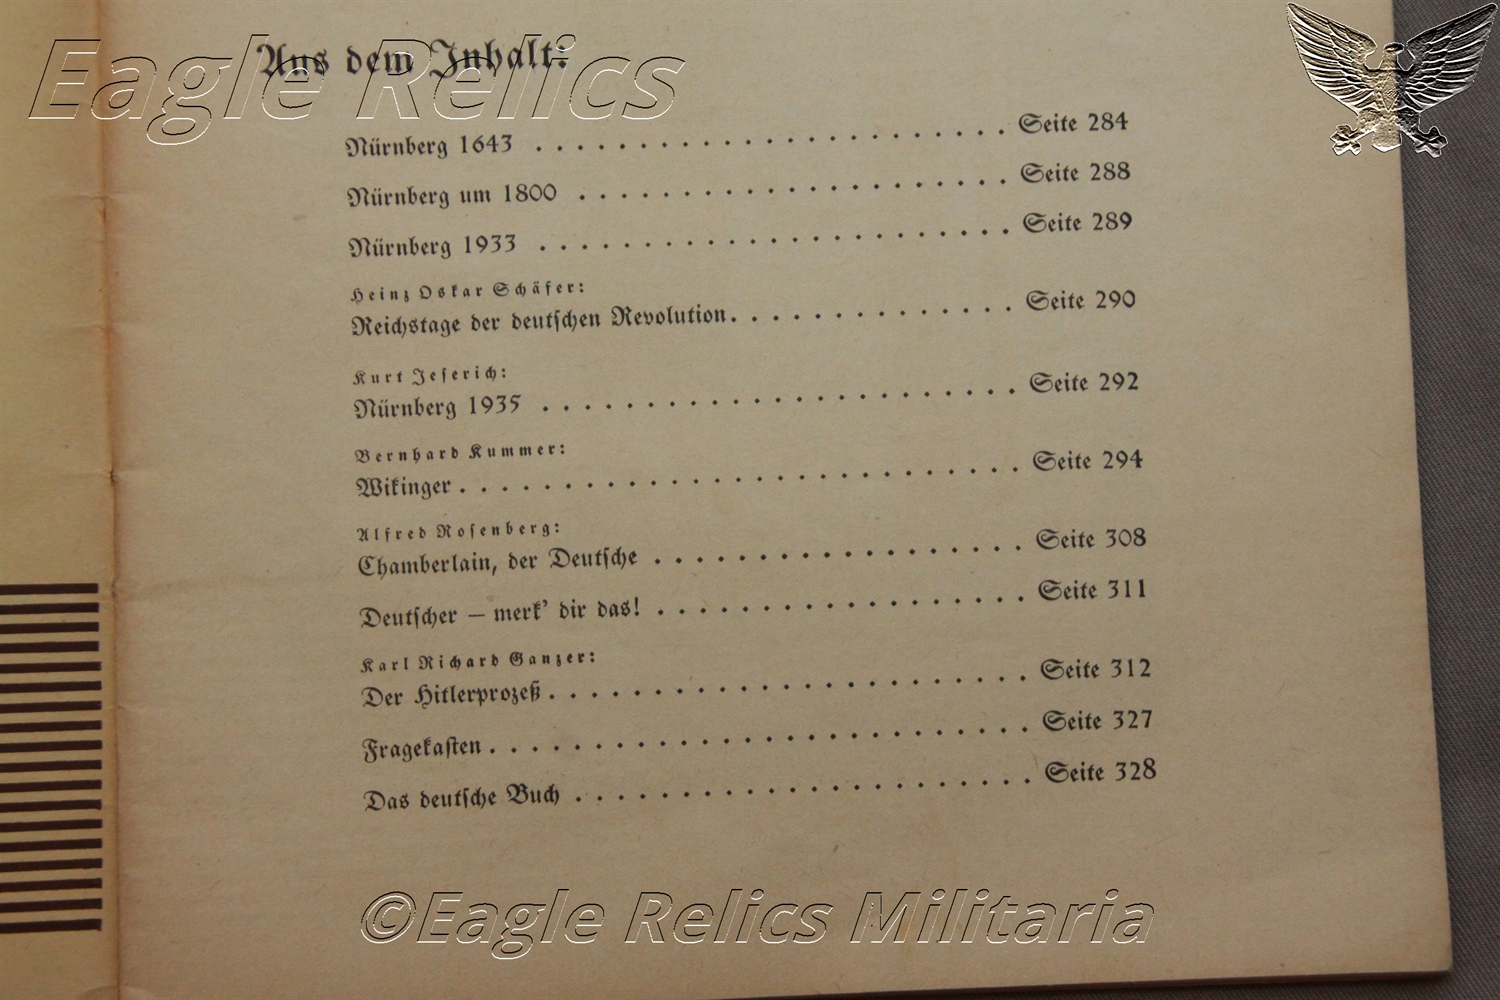 Eagle Relics
Aus dem Inhalt:
Nürnberg 1643 . . . . . . . . . . . . . . . . . . . . . . . Seite 284
Nürnberg um 1800 . . . . . . . . . . . . . . . . . . . . . Seite 288
Nürnberg 1933 . . . . . . . . . . . . . . . . . . . . . . . Seite 289
Heinz Oskar Schäfer:
Reichstage der deutschen Revolution. . . . . . . . . . . . . . Seite 290
Kurt Jeserich:
Nürnberg 1935 . . . . . . . . . . . . . . . . . . . . . . . Seite 292
Bernhard Kummer:
Wikinger . . . . . . . . . . . . . . . . . . . . . . . . . . . Seite 294
Alfred Rosenberg:
Chamberlain, der Deutsche . . . . . . . . . . . . . . . . . . Seite 308
Deutscher — merk' dir das! . . . . . . . . . . . . . . . . . . Seite 311
Karl Richard Ganzer:
Der Hitlerprozeß . . . . . . . . . . . . . . . . . . . . . . . Seite 312
Fragekasten . . . . . . . . . . . . . . . . . . . . . . . . . . Seite 327
Das deutsche Buch . . . . . . . . . . . . . . . . . . . . . . Seite 328
©Eagle Relics Militaria